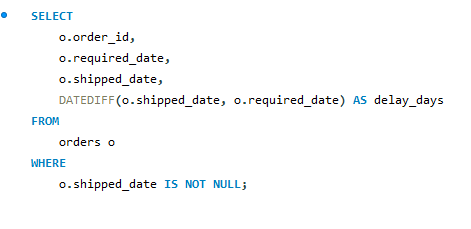 SELECT
    o.order_id,
    o.required_date,
    o.shipped_date,
    DATEDIFF(o.shipped_date, o.required_date) AS delay_days
FROM
    orders o
WHERE
    o.shipped_date IS NOT NULL;